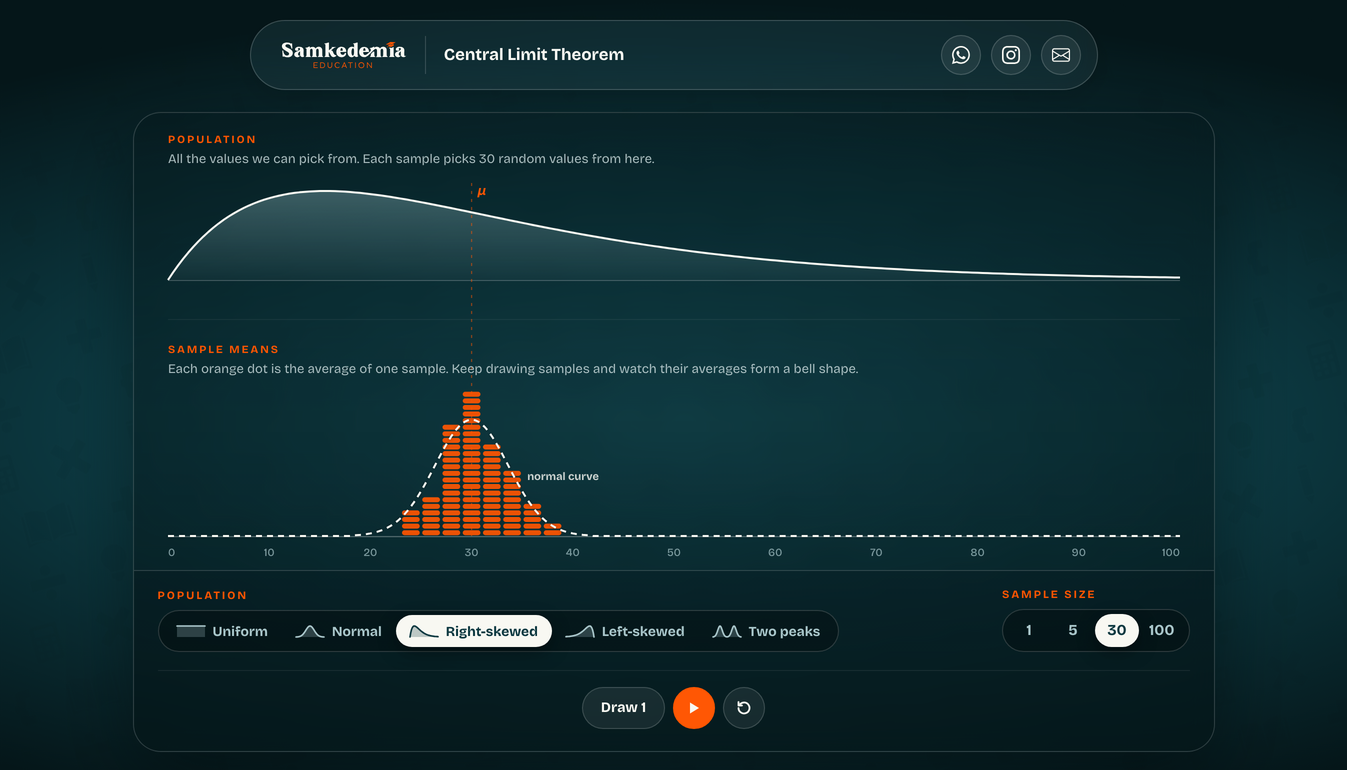 Samkedemia
EDUCATION
Central Limit Theorem
POPULATION
All the values we can pick from. Each sample picks 30 random values from here.
μ
SAMPLE MEANS
Each orange dot is the average of one sample. Keep drawing samples and watch their averages form a bell shape.
normal curve
0 10 20 30 40 50 60 70 80 90 100
POPULATION
Uniform Normal Right-skewed Left-skewed Two peaks
SAMPLE SIZE
1 5 30 100
Draw 1